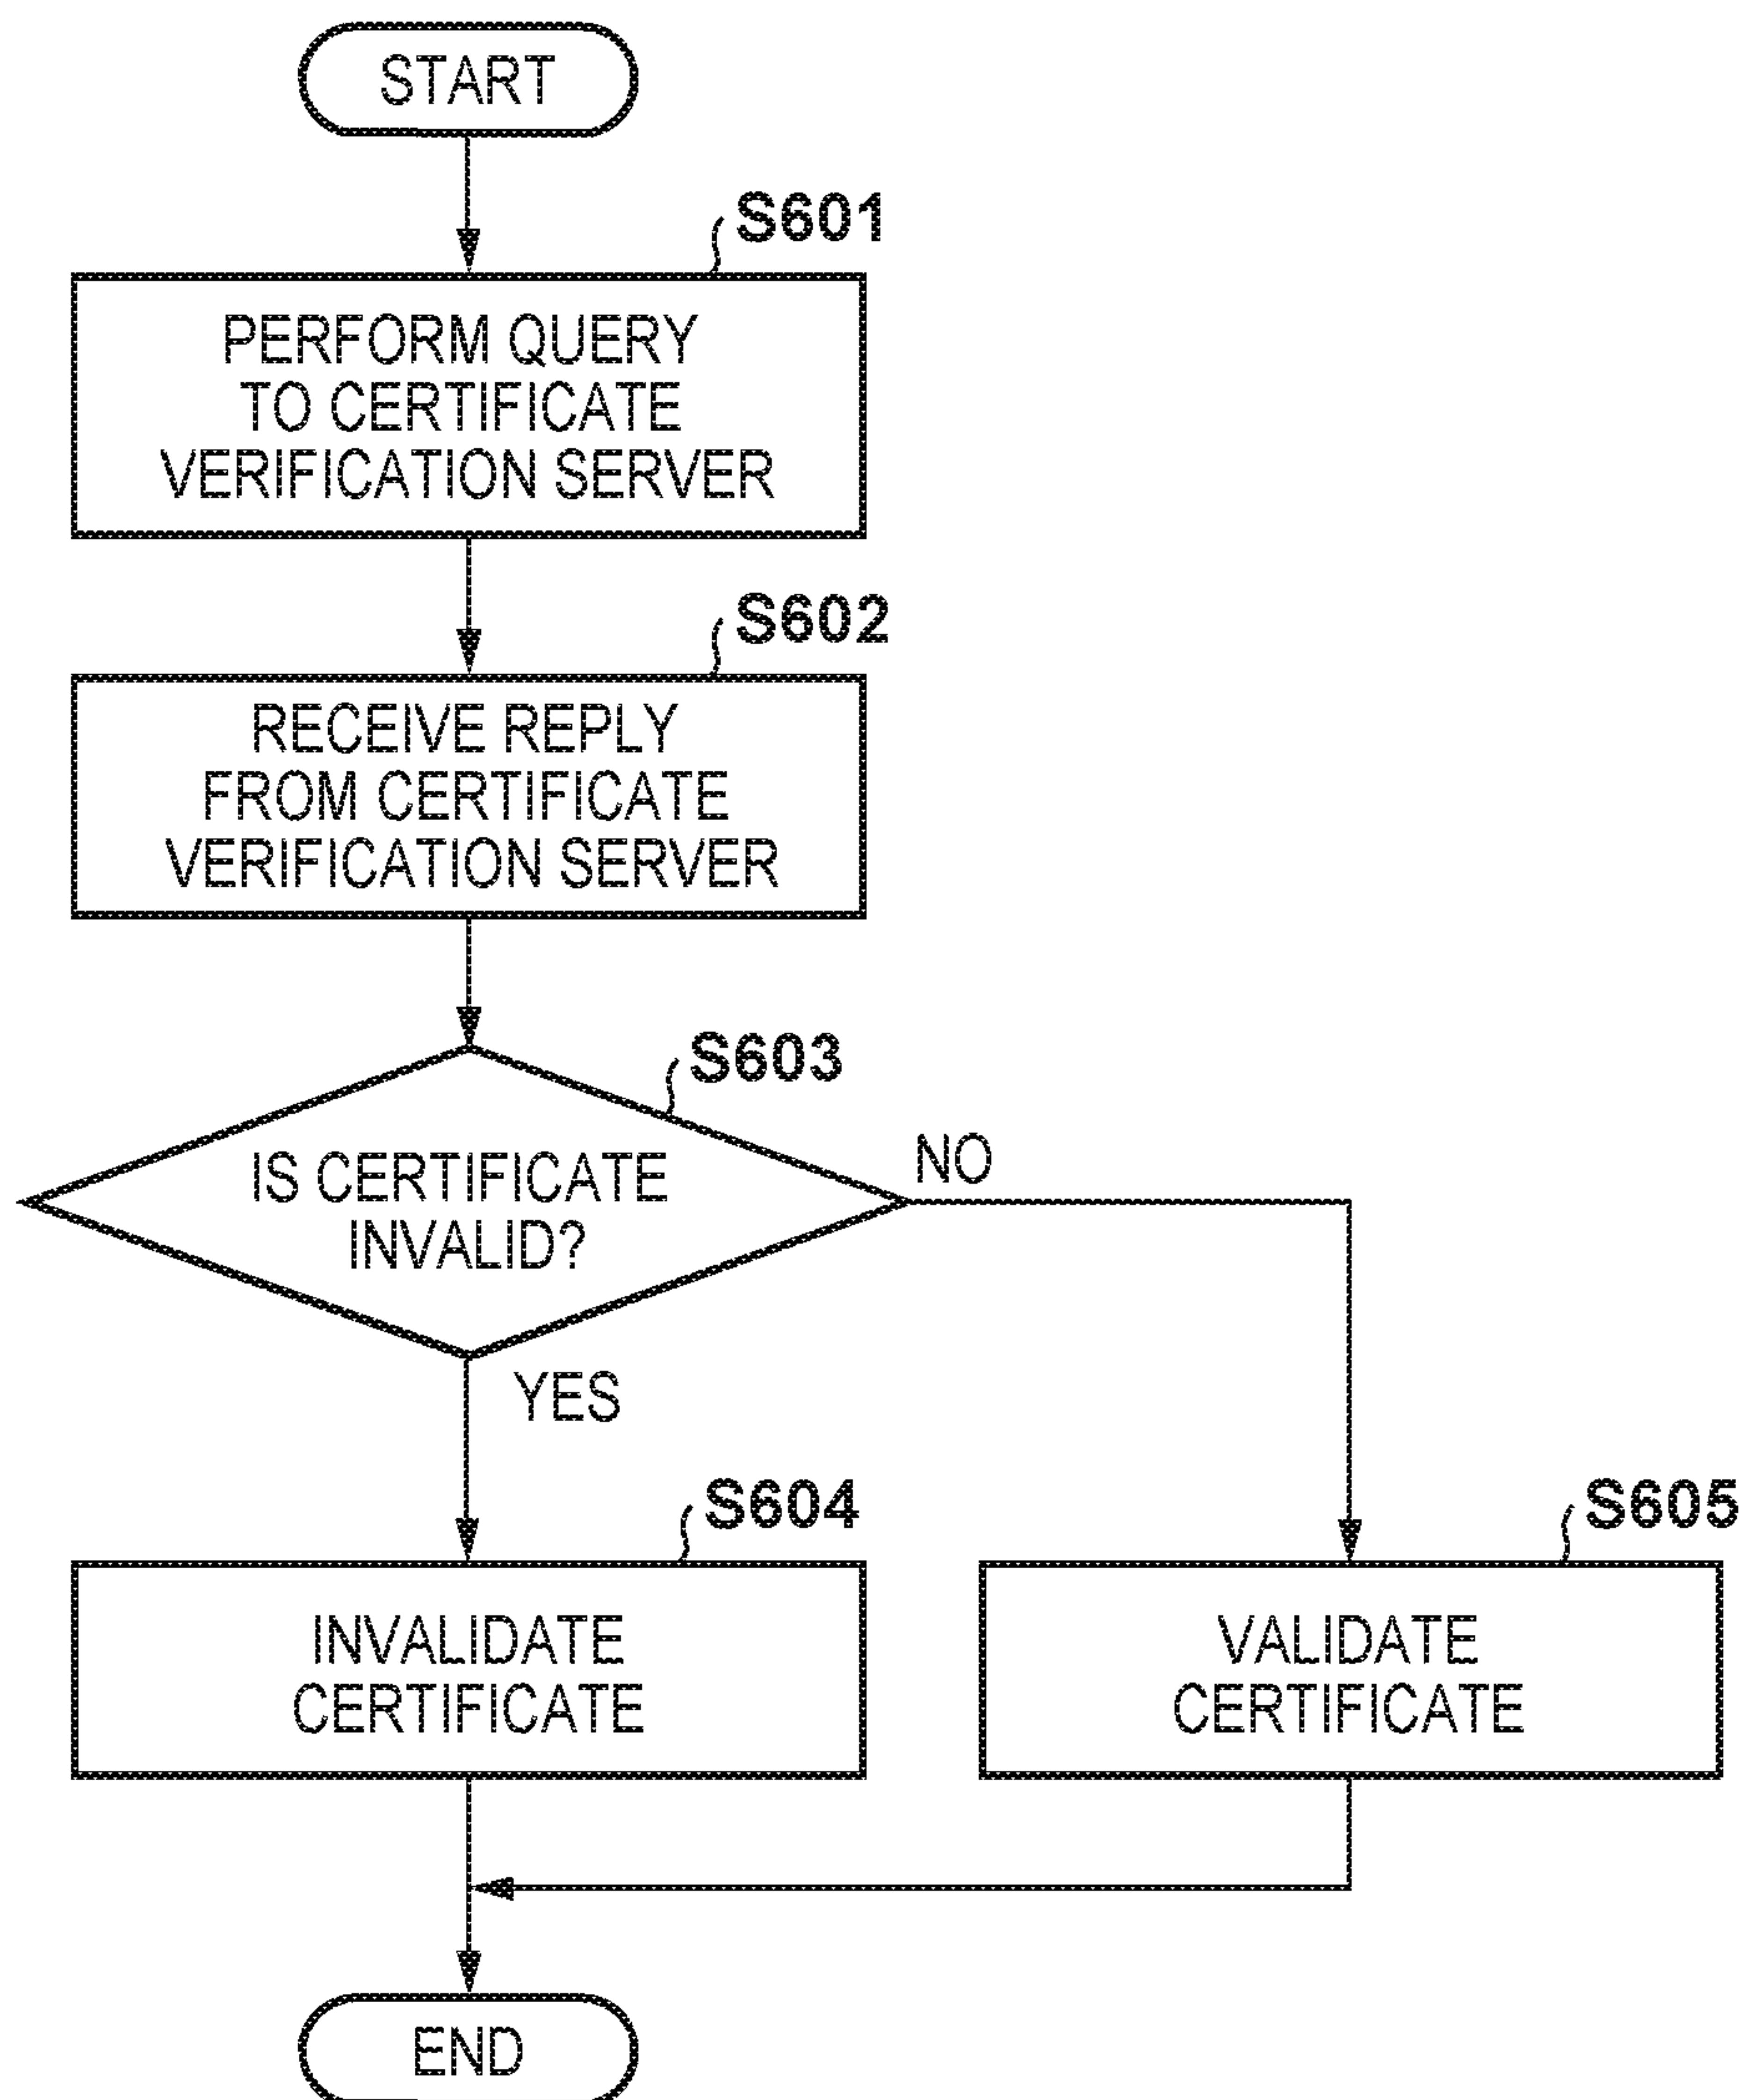 START
S601
PERFORM QUERY
TO CERTIFICATE
VERIFICATION SERVER
S602
RECEIVE REPLY
FROM CERTIFICATE
VERIFICATION SERVER
S603
IS CERTIFICATE
INVALID?
NO
YES
S604
INVALIDATE
CERTIFICATE
S605
VALIDATE
CERTIFICATE
END